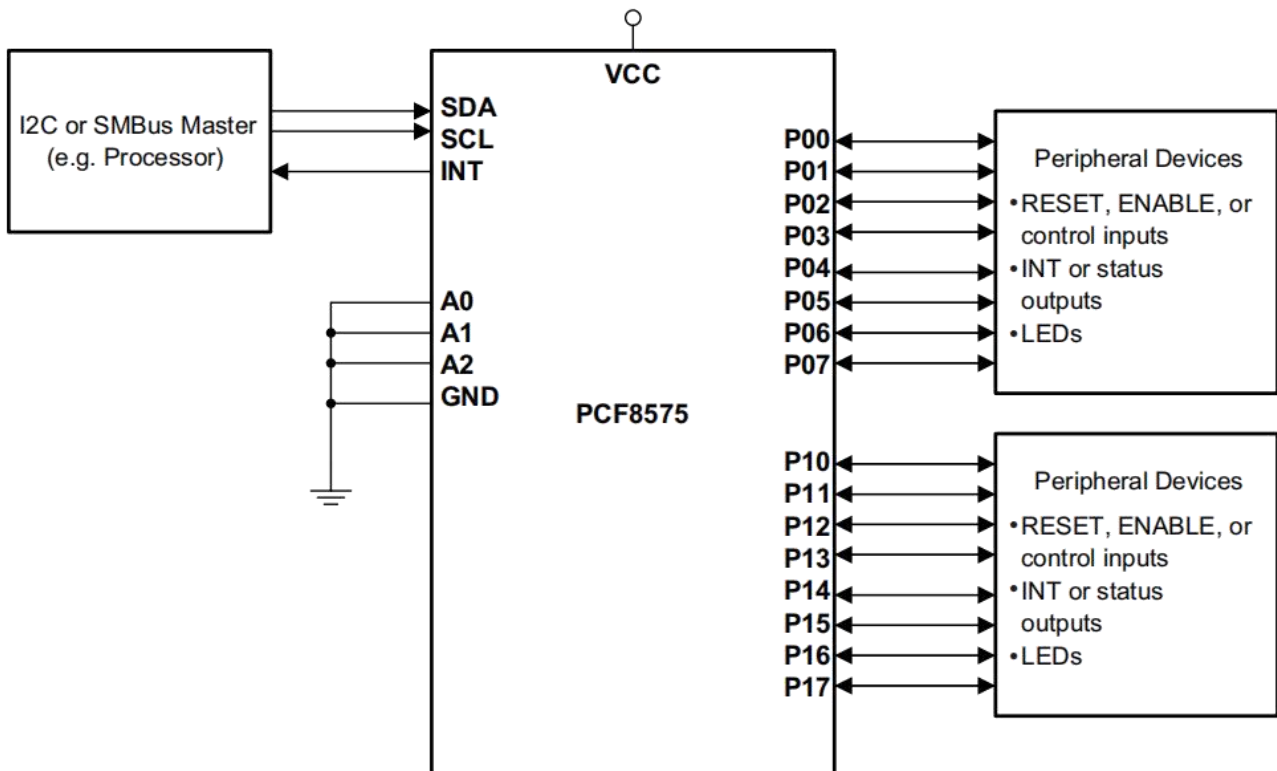 I2C or SMBus Master
(e.g. Processor)
VCC
SDA
SCL
INT
A0
A1
A2
GND
PCF8575
P00
P01
P02
P03
P04
P05
P06
P07
P10
P11
P12
P13
P14
P15
P16
P17
Peripheral Devices
•RESET, ENABLE, or
control inputs
•INT or status
outputs
•LEDs
Peripheral Devices
•RESET, ENABLE, or
control inputs
•INT or status
outputs
•LEDs